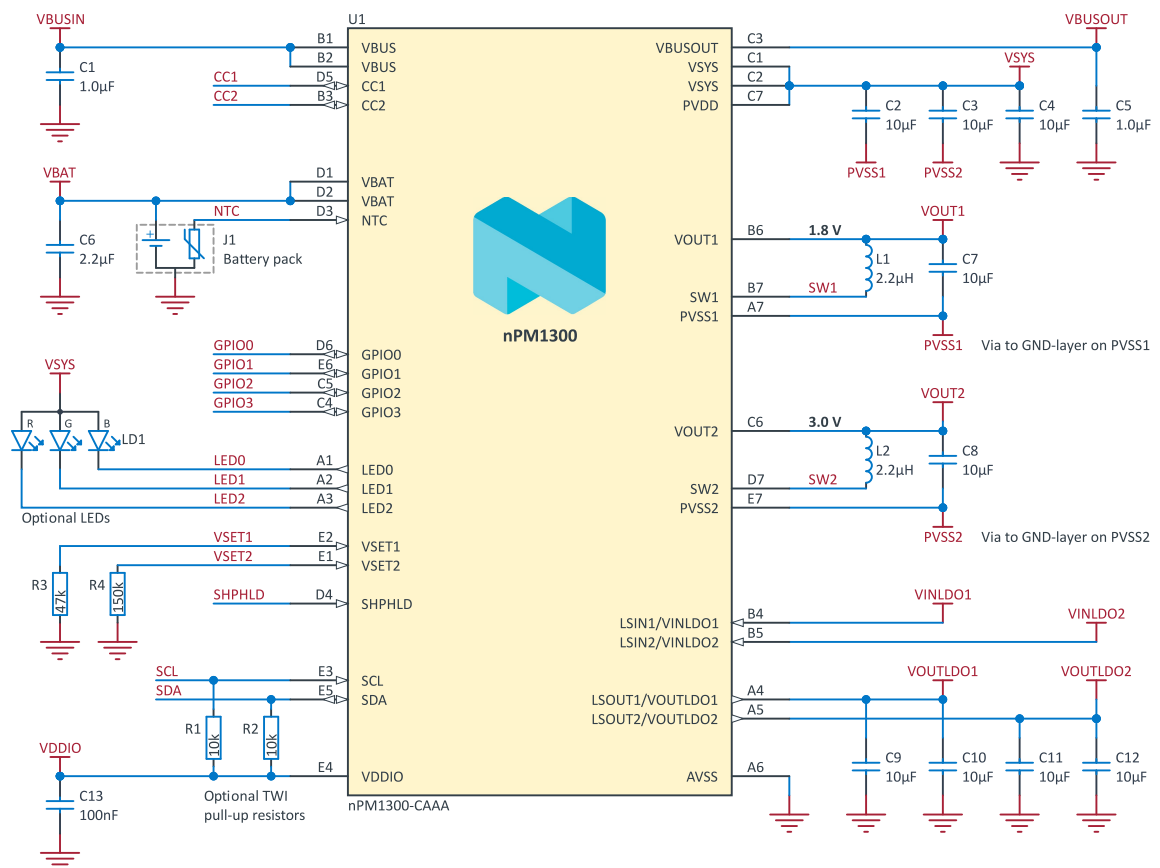 VBUSIN
U1
VBUSOUT
B1
VBUS
VBUSOUT
C3
B2
VBUS
VSYS
C1
VSYS
C1
1.0µF
CC1
D5
CC1
VSYS
C2
CC2
B3
CC2
PVDD
C7
C2
10µF
C3
10µF
C4
10µF
C5
1.0µF
PVSS1
PVSS2
VBAT
D1
VBAT
D2
VBAT
NTC
D3
NTC
C6
2.2µF
+
J1
Battery pack
nPM1300
VOUT1
VOUT1
B6
1.8 V
L1
2.2µH
C7
10µF
SW1
B7
SW1
PVSS1
A7
PVSS1
Via to GND-layer on PVSS1
GPIO0
D6
GPIO0
GPIO1
E6
GPIO1
GPIO2
C5
GPIO2
GPIO3
C4
GPIO3
VSYS
R
G
B
LD1
LED0
A1
LED0
LED1
A2
LED1
LED2
A3
LED2
Optional LEDs
VOUT2
VOUT2
C6
3.0 V
L2
2.2µH
C8
10µF
SW2
D7
SW2
PVSS2
E7
PVSS2
Via to GND-layer on PVSS2
VSET1
E2
VSET1
VSET2
E1
VSET2
R3
47k
R4
150k
SHPHLD
D4
SHPHLD
VINLDO1
LSIN1/VINLDO1
B4
VINLDO2
LSIN2/VINLDO2
B5
SCL
E3
SCL
SDA
E5
SDA
R1
10k
R2
10k
VOUTLDO1
VOUTLDO2
LSOUT1/VOUTLDO1
A4
LSOUT2/VOUTLDO2
A5
C9
10µF
C10
10µF
C11
10µF
C12
10µF
VDDIO
E4
VDDIO
AVSS
A6
C13
100nF
Optional TWI
pull-up resistors
nPM1300-CAAA